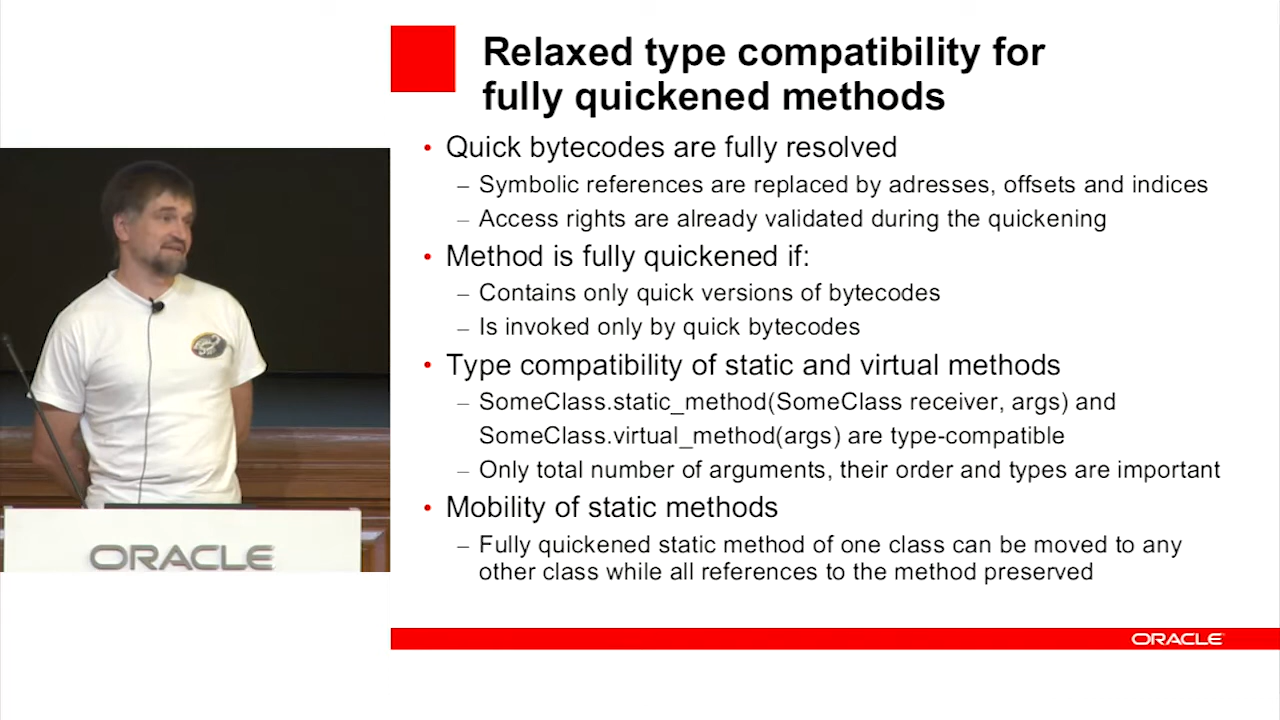 Relaxed type compatibility for
fully quickened methods
• Quick bytecodes are fully resolved
– Symbolic references are replaced by adresses, offsets and indices
– Access rights are already validated during the quickening
• Method is fully quickened if:
– Contains only quick versions of bytecodes
– Is invoked only by quick bytecodes
• Type compatibility of static and virtual methods
– SomeClass.static_method(SomeClass receiver, args) and
SomeClass.virtual_method(args) are type-compatible
– Only total number of arguments, their order and types are important
• Mobility of static methods
– Fully quickened static method of one class can be moved to any
other class while all references to the method preserved
ORACLE
ORACLE